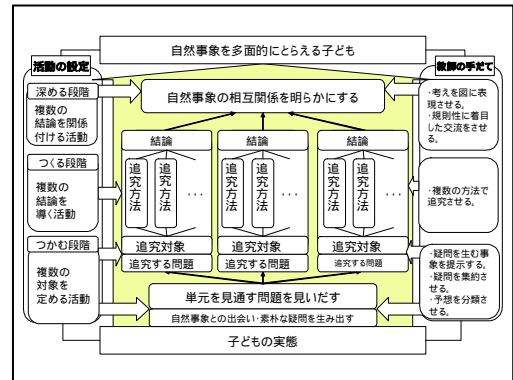 自然事象を多面的にとらえる子ども
活動の設定
深める段階
複数の
結論を関係
付ける活動
つくる段階
複数の
結論を
導く活動
つかむ段階
複数の
対象を
定める活動
自然事象の相互関係を明らかにする
結論
追究方法
追究方法
...
追究対象
追究する問題
結論
追究方法
追究方法
...
追究対象
追究する問題
結論
追究方法
追究方法
...
追究対象
追究する問題
単元を見通す問題を見いだす
自然事象との出会い・素朴な疑問を生み出す
教師の手だて
・考えを図に表
現させる。
・規則性に着目
した交流をさせ
る。
・複数の方法で
追究させる。
・疑問を生む事
象を提示する。
・疑問を集約さ
せる。
・予想を分類さ
せる。
子どもの実態